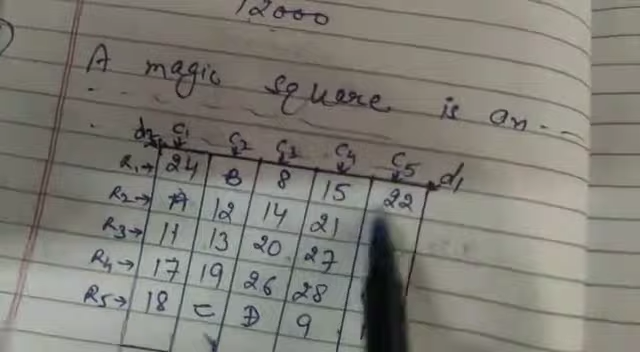 12000
A magic square is an --
d2 C1 C2 C3 C4 C5 d1
R1→ 24 B 8 15 22
R2→ A 12 14 21
R3→ 11 13 20 27
R4→ 17 19 26 28
R5→ 18 C D 9